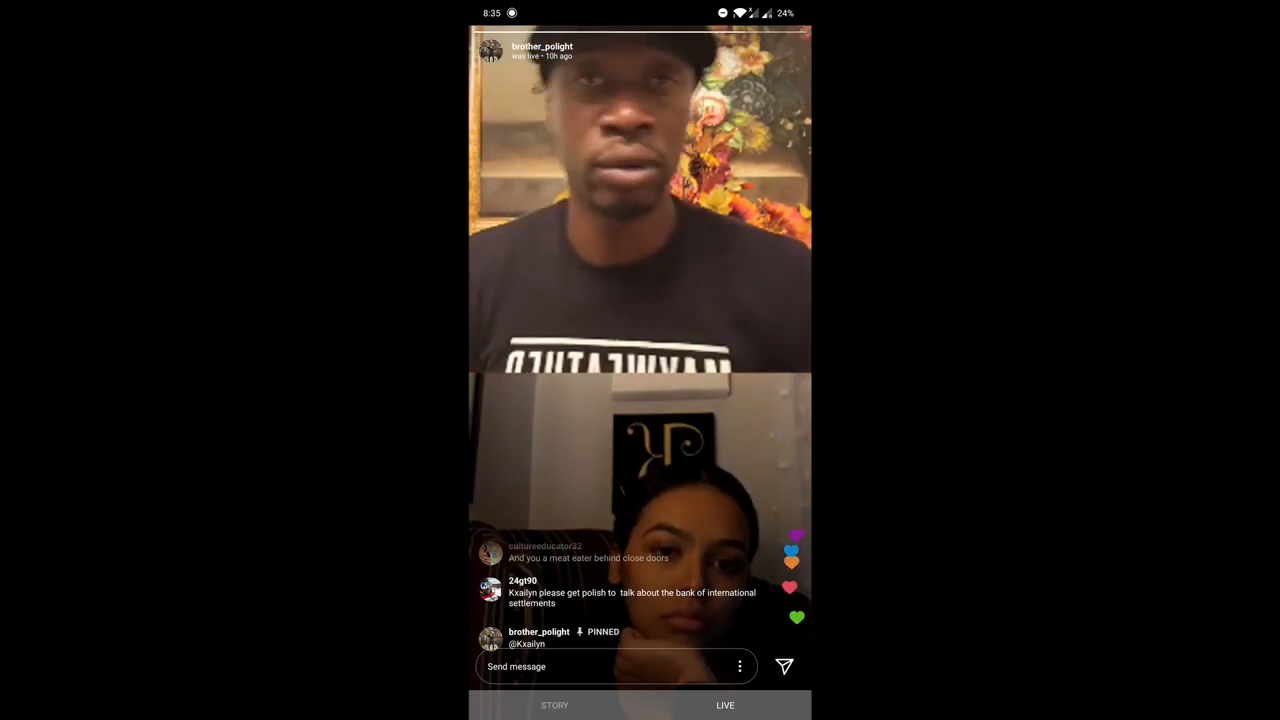 8:35
24%
brother_polight
was live • 10h ago
cultureeducator32
And you a meat eater behind close doors
24gt90
Kxailyn please get polish to talk about the bank of international
settlements
brother_polight PINNED
@Kxailyn
Send message
STORY LIVE